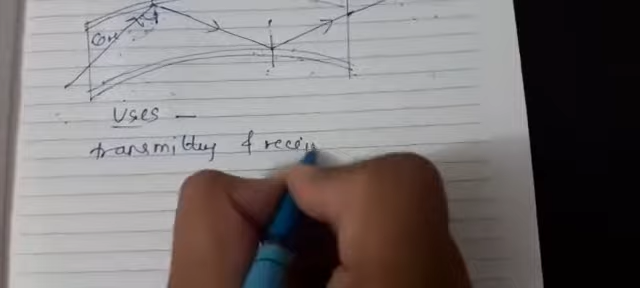 Uses —
transmitting & recei